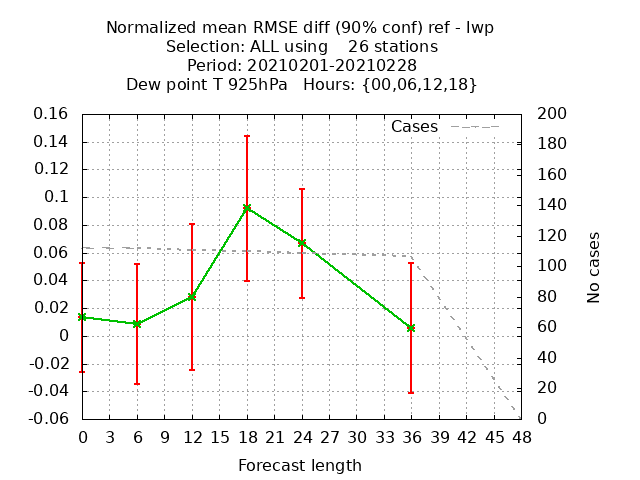 Normalized mean RMSE diff (90% conf) ref - lwp
Selection: ALL using    26 stations
Period: 20210201-20210228
Dew point T 925hPa   Hours: {00,06,12,18}
Cases
0.16
0.14
0.12
0.1
0.08
0.06
0.04
0.02
0
-0.02
-0.04
-0.06
200
180
160
140
120
100
80
60
40
20
0
No cases
0 3 6 9 12 15 18 21 24 27 30 33 36 39 42 45 48
Forecast length